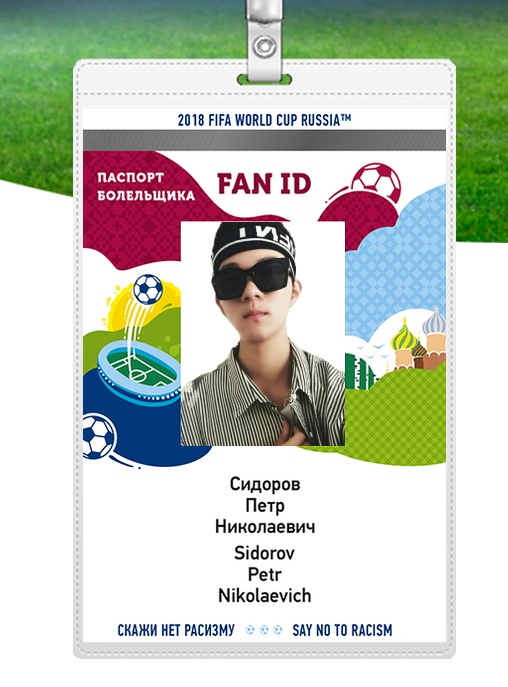 2018 FIFA WORLD CUP RUSSIA™
ПАСПОРТ
БОЛЕЛЬЩИКА
FAN ID
Сидоров
Петр
Николаевич
Sidorov
Petr
Nikolaevich
СКАЖИ НЕТ РАСИЗМУ SAY NO TO RACISM